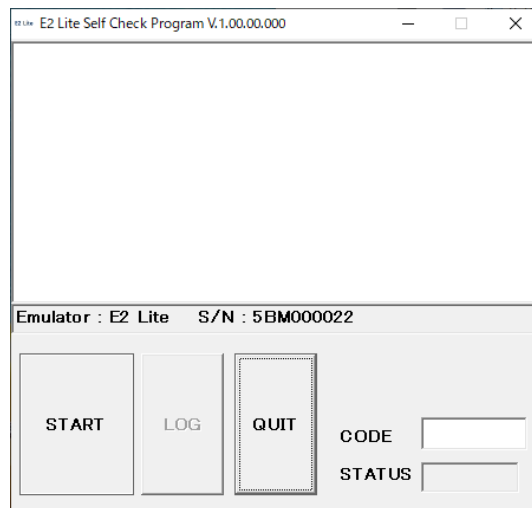 E2 Lite E2 Lite Self Check Program V.1.00.00.000
Emulator : E2 Lite S/N : 5BM000022
START LOG QUIT
CODE
STATUS